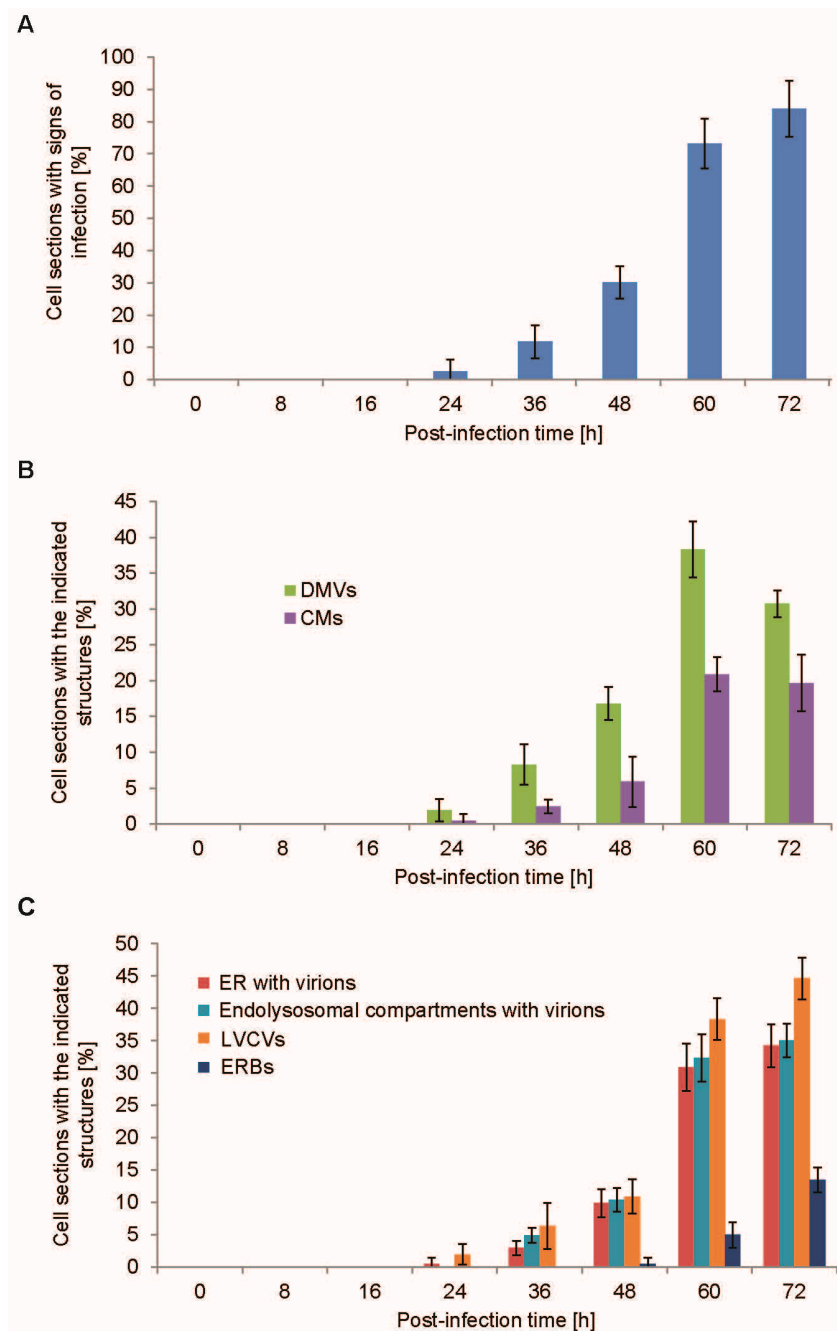 A
Cell sections with signs of
infection [%]
100
90
80
70
60
50
40
30
20
10
0
0 8 16 24 36 48 60 72
Post-infection time [h]
B
Cell sections with the indicated
structures [%]
45
40
35
30
25
20
15
10
5
0
DMVs
CMs
0 8 16 24 36 48 60 72
Post-infection time [h]
C
Cell sections with the indicated
structures [%]
50
45
40
35
30
25
20
15
10
5
0
ER with virions
Endolysosomal compartments with virions
LVCVs
ERBs
0 8 16 24 36 48 60 72
Post-infection time [h]